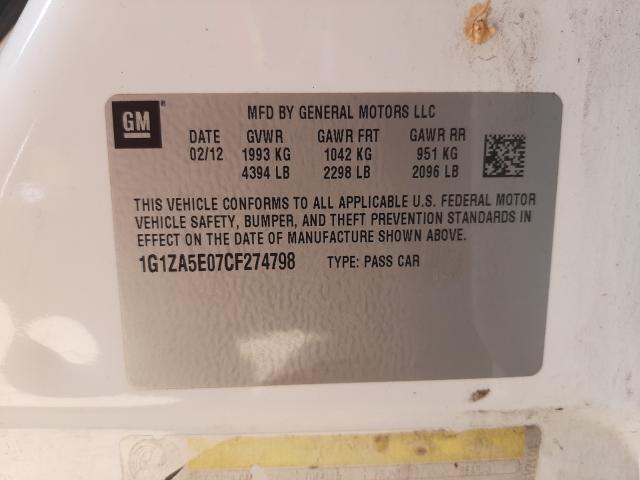 GM
MFD BY GENERAL MOTORS LLC
DATE GVWR GAWR FRT GAWR RR
02/12 1993 KG 1042 KG 951 KG
4394 LB 2298 LB 2096 LB
THIS VEHICLE CONFORMS TO ALL APPLICABLE U.S. FEDERAL MOTOR
VEHICLE SAFETY, BUMPER, AND THEFT PREVENTION STANDARDS IN
EFFECT ON THE DATE OF MANUFACTURE SHOWN ABOVE.
1G1ZA5E07CF274798 TYPE: PASS CAR